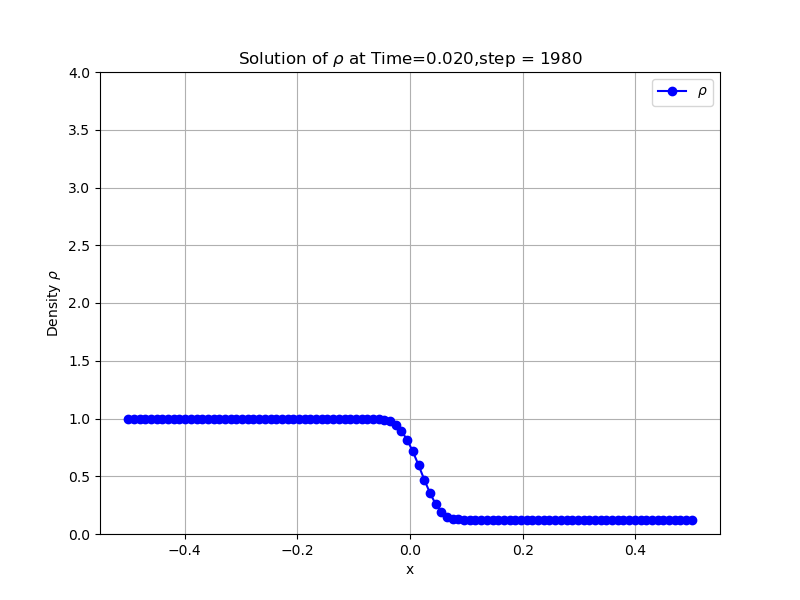 Solution of ρ at Time=0.020,step = 1980
ρ
Density ρ
4.0
3.5
3.0
2.5
2.0
1.5
1.0
0.5
0.0
−0.4 −0.2 0.0 0.2 0.4
x